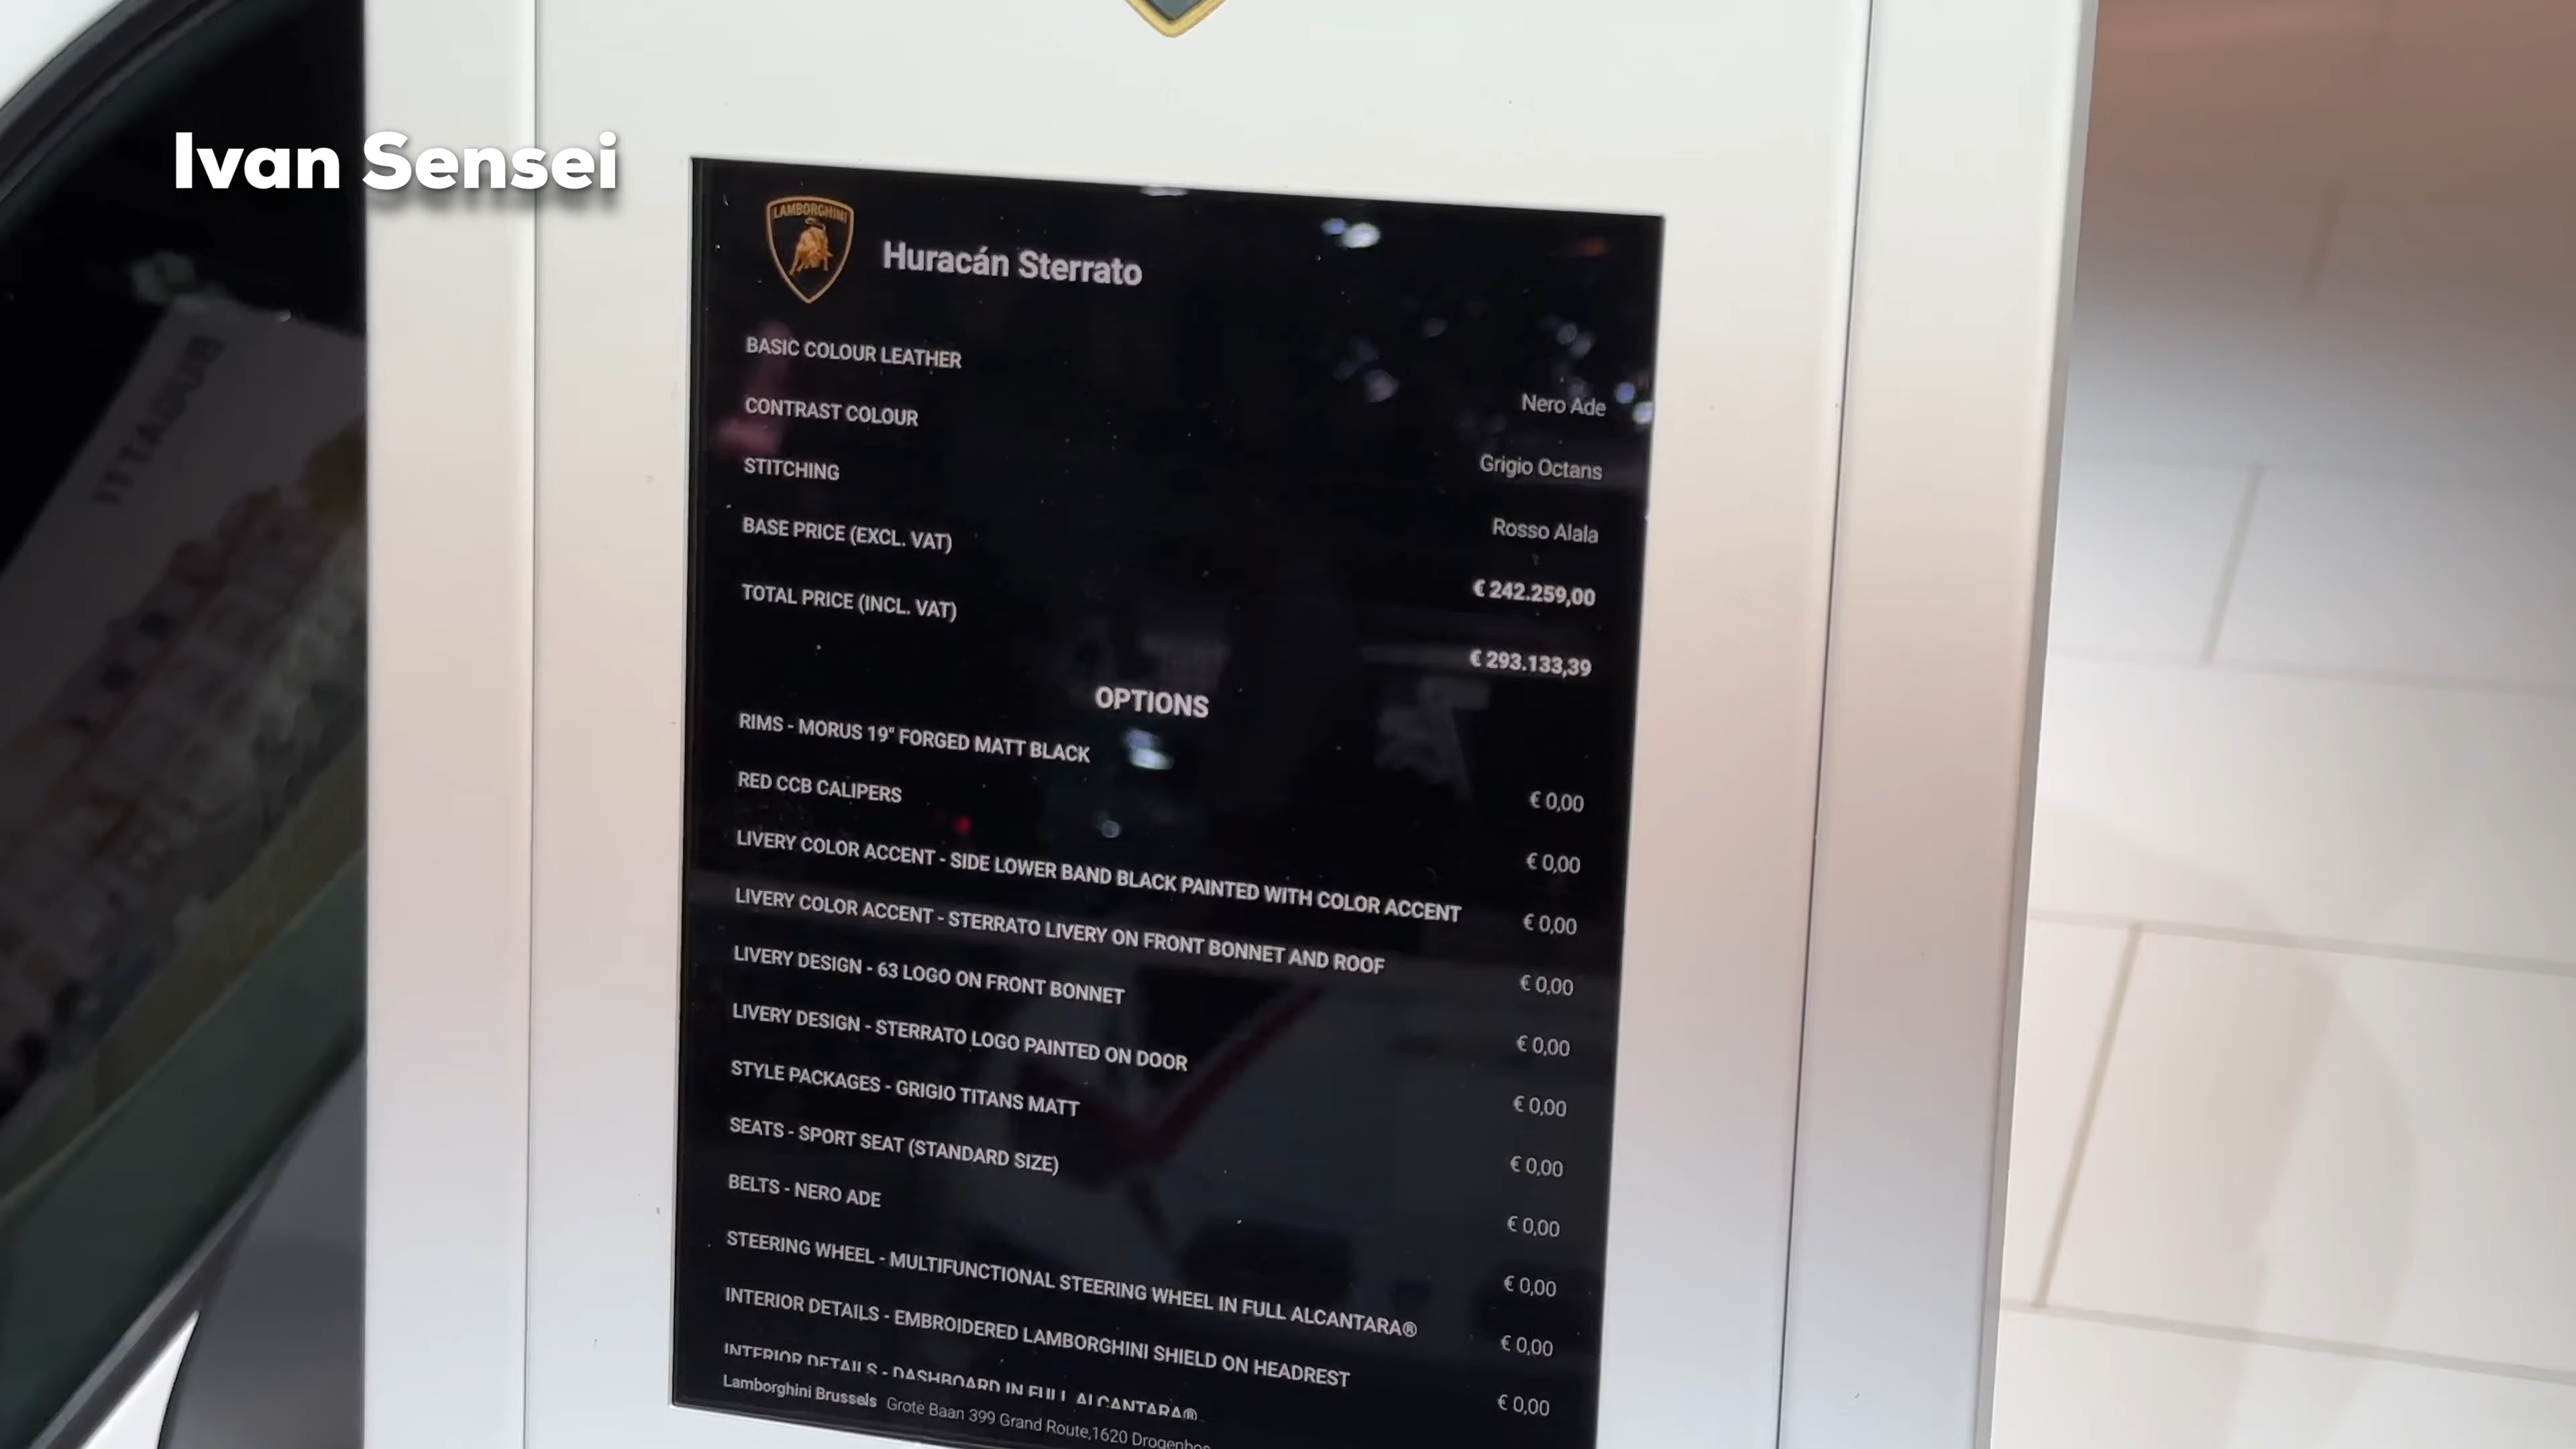 Ivan Sensei
LAMBORGHINI
Huracán Sterrato
BASIC COLOUR LEATHER
Nero Ade
CONTRAST COLOUR
Grigio Octans
STITCHING
Rosso Alala
BASE PRICE (EXCL. VAT)
€ 242.259,00
TOTAL PRICE (INCL. VAT)
€ 293.133,39
OPTIONS
RIMS - MORUS 19" FORGED MATT BLACK
€ 0,00
RED CCB CALIPERS
€ 0,00
LIVERY COLOR ACCENT - SIDE LOWER BAND BLACK PAINTED WITH COLOR ACCENT
€ 0,00
LIVERY COLOR ACCENT - STERRATO LIVERY ON FRONT BONNET AND ROOF
€ 0,00
LIVERY DESIGN - 63 LOGO ON FRONT BONNET
€ 0,00
LIVERY DESIGN - STERRATO LOGO PAINTED ON DOOR
€ 0,00
STYLE PACKAGES - GRIGIO TITANS MATT
€ 0,00
SEATS - SPORT SEAT (STANDARD SIZE)
€ 0,00
BELTS - NERO ADE
€ 0,00
STEERING WHEEL - MULTIFUNCTIONAL STEERING WHEEL IN FULL ALCANTARA®
€ 0,00
INTERIOR DETAILS - EMBROIDERED LAMBORGHINI SHIELD ON HEADREST
€ 0,00
INTERIOR DETAILS - DASHBOARD IN FULL ALCANTARA®
Lamborghini Brussels Grote Baan 399 Grand Route,1620
BUGATTI